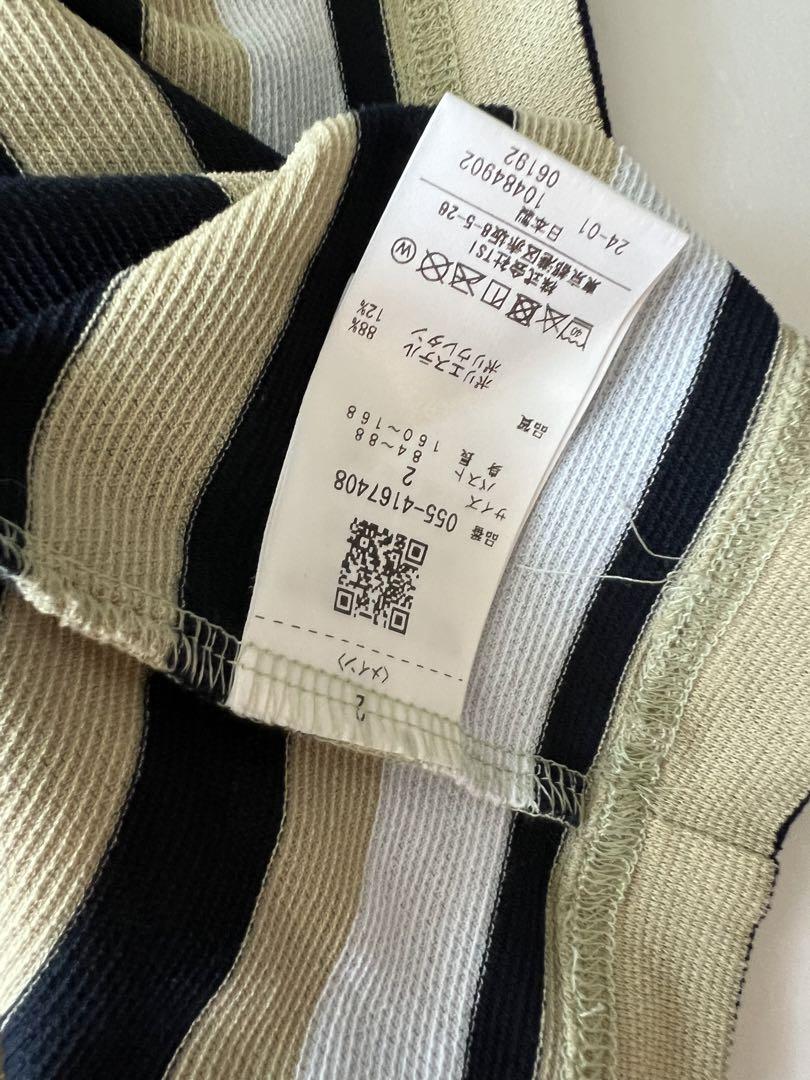 2
(メイン)
品番 055-4167408
サイズ 2
バスト 84~88
身長 160~168
品質
ポリエステル 88%
ポリウレタン 12%
40
W
株式会社TSI
東京都港区赤坂8-5-20
24-01 日本製
10484902
06192